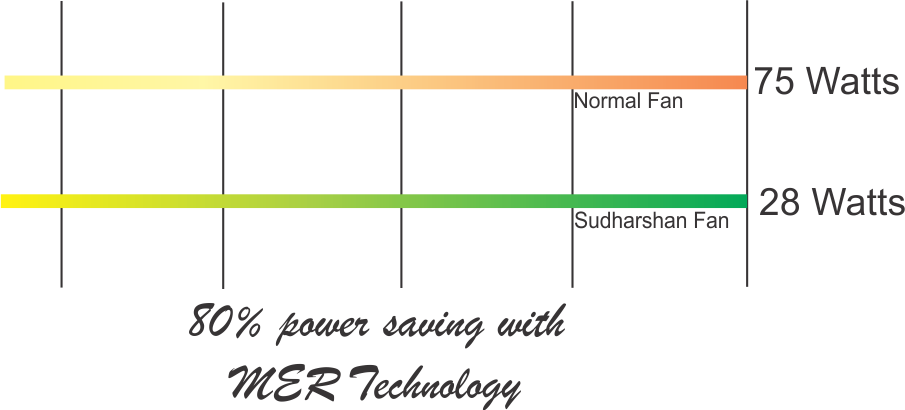 75 Watts
Normal Fan
28 Watts
Sudharshan Fan
80% power saving with
MER Technology